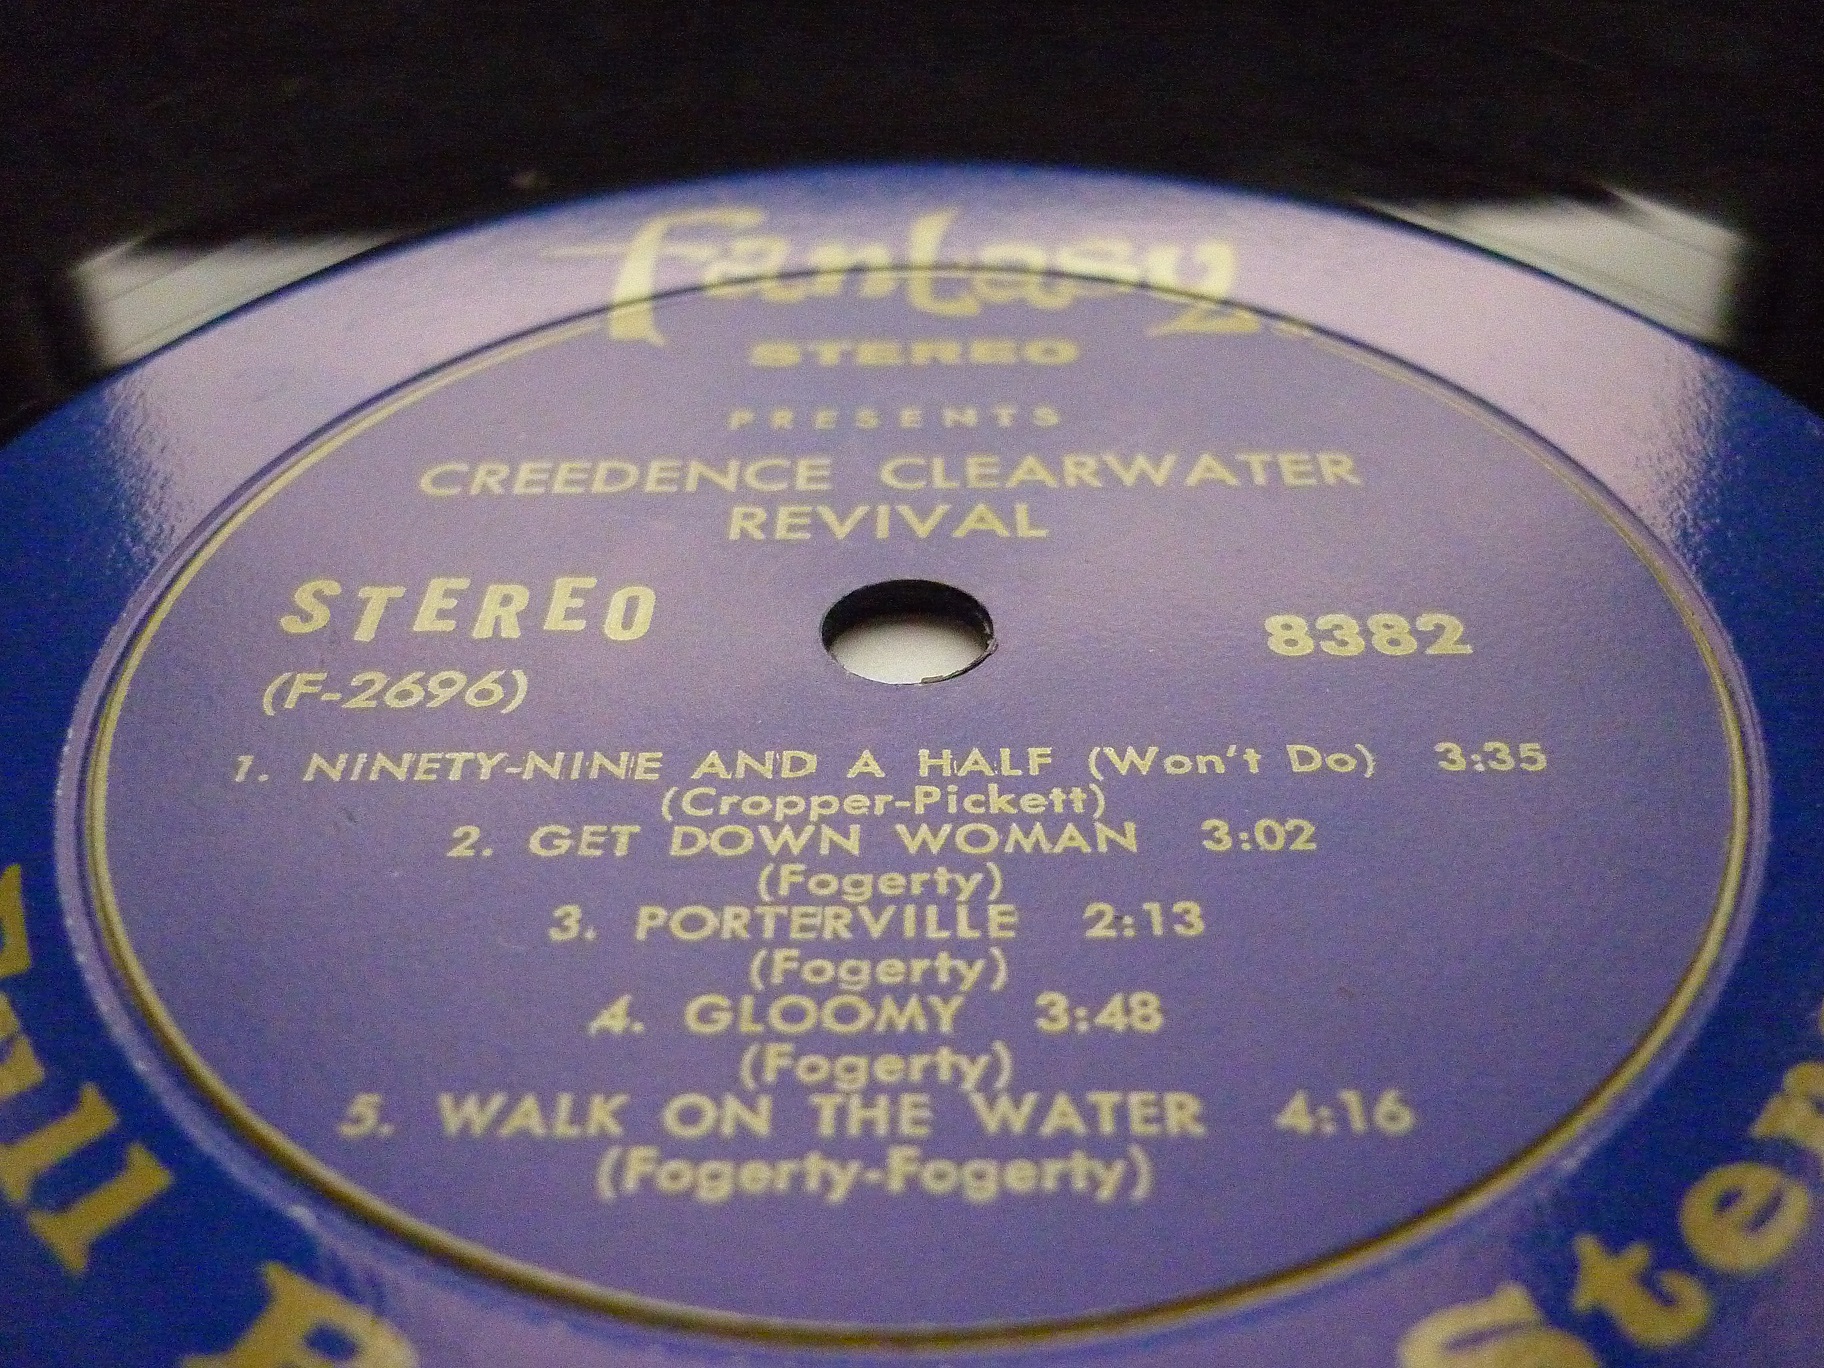 Fantasy
STEREO
PRESENTS
CREEDENCE CLEARWATER
REVIVAL
STEREO
8382
(F-2696)
1. NINETY-NINE AND A HALF (Won't Do) 3:35
(Cropper-Pickett)
2. GET DOWN WOMAN 3:02
(Fogerty)
3. PORTERVILLE 2:13
(Fogerty)
4. GLOOMY 3:48
(Fogerty)
5. WALK ON THE WATER 4:16
(Fogerty-Fogerty)